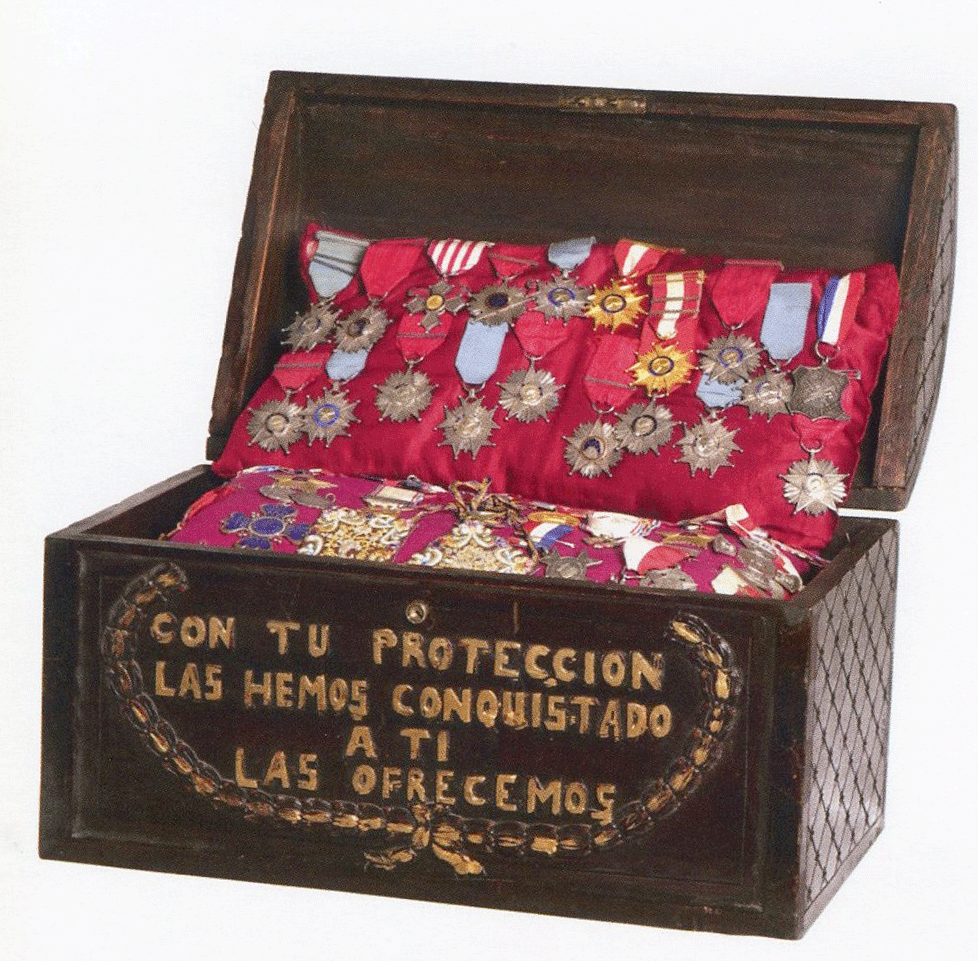 CON TU PROTECCION
LAS HEMOS CONQUISTADO
A TI
LAS OFRECEMOS